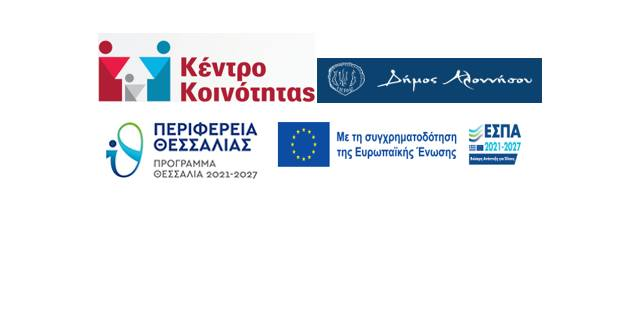 Κέντρο
Κοινότητας
Δήμος Αλοννήσου
ΠΕΡΙΦΕΡΕΙΑ
ΘΕΣΣΑΛΙΑΣ
ΠΡΟΓΡΑΜΜΑ
ΘΕΣΣΑΛΙΑ 2021-2027
Με τη συγχρηματοδότηση
της Ευρωπαϊκής Ένωσης
ΕΣΠΑ
2021-2027